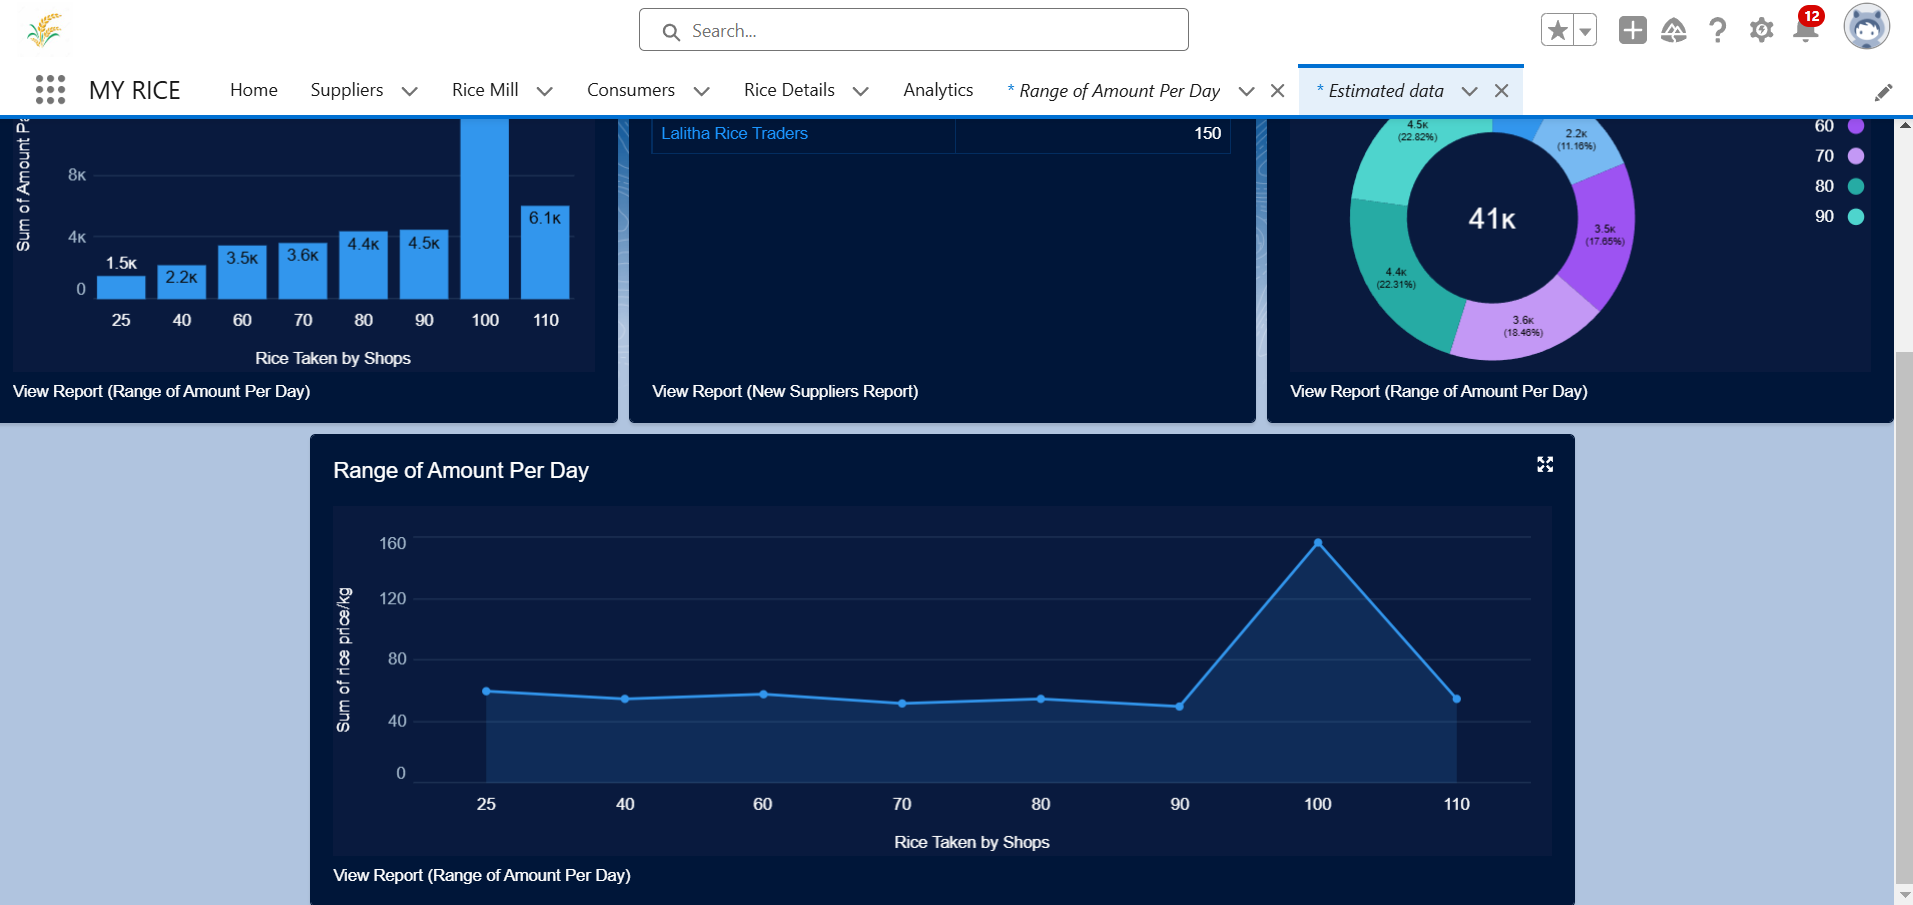 Search...
12
MY RICE
Home
Suppliers
Rice Mill
Consumers
Rice Details
Analytics
* Range of Amount Per Day
* Estimated data
Sum of Amount Pa
8K
4K
0
1.5K
2.2K
3.5K
3.6K
4.4K
4.5K
6.1K
25 40 60 70 80 90 100 110
Rice Taken by Shops
View Report (Range of Amount Per Day)
Lalitha Rice Traders 150
View Report (New Suppliers Report)
4.5K
(22.82%)
2.2K
(11.16%)
3.5K
(17.65%)
3.6K
(18.46%)
4.4K
(22.31%)
41K
60
70
80
90
View Report (Range of Amount Per Day)
Range of Amount Per Day
Sum of rice price/kg
160
120
80
40
0
25 40 60 70 80 90 100 110
Rice Taken by Shops
View Report (Range of Amount Per Day)